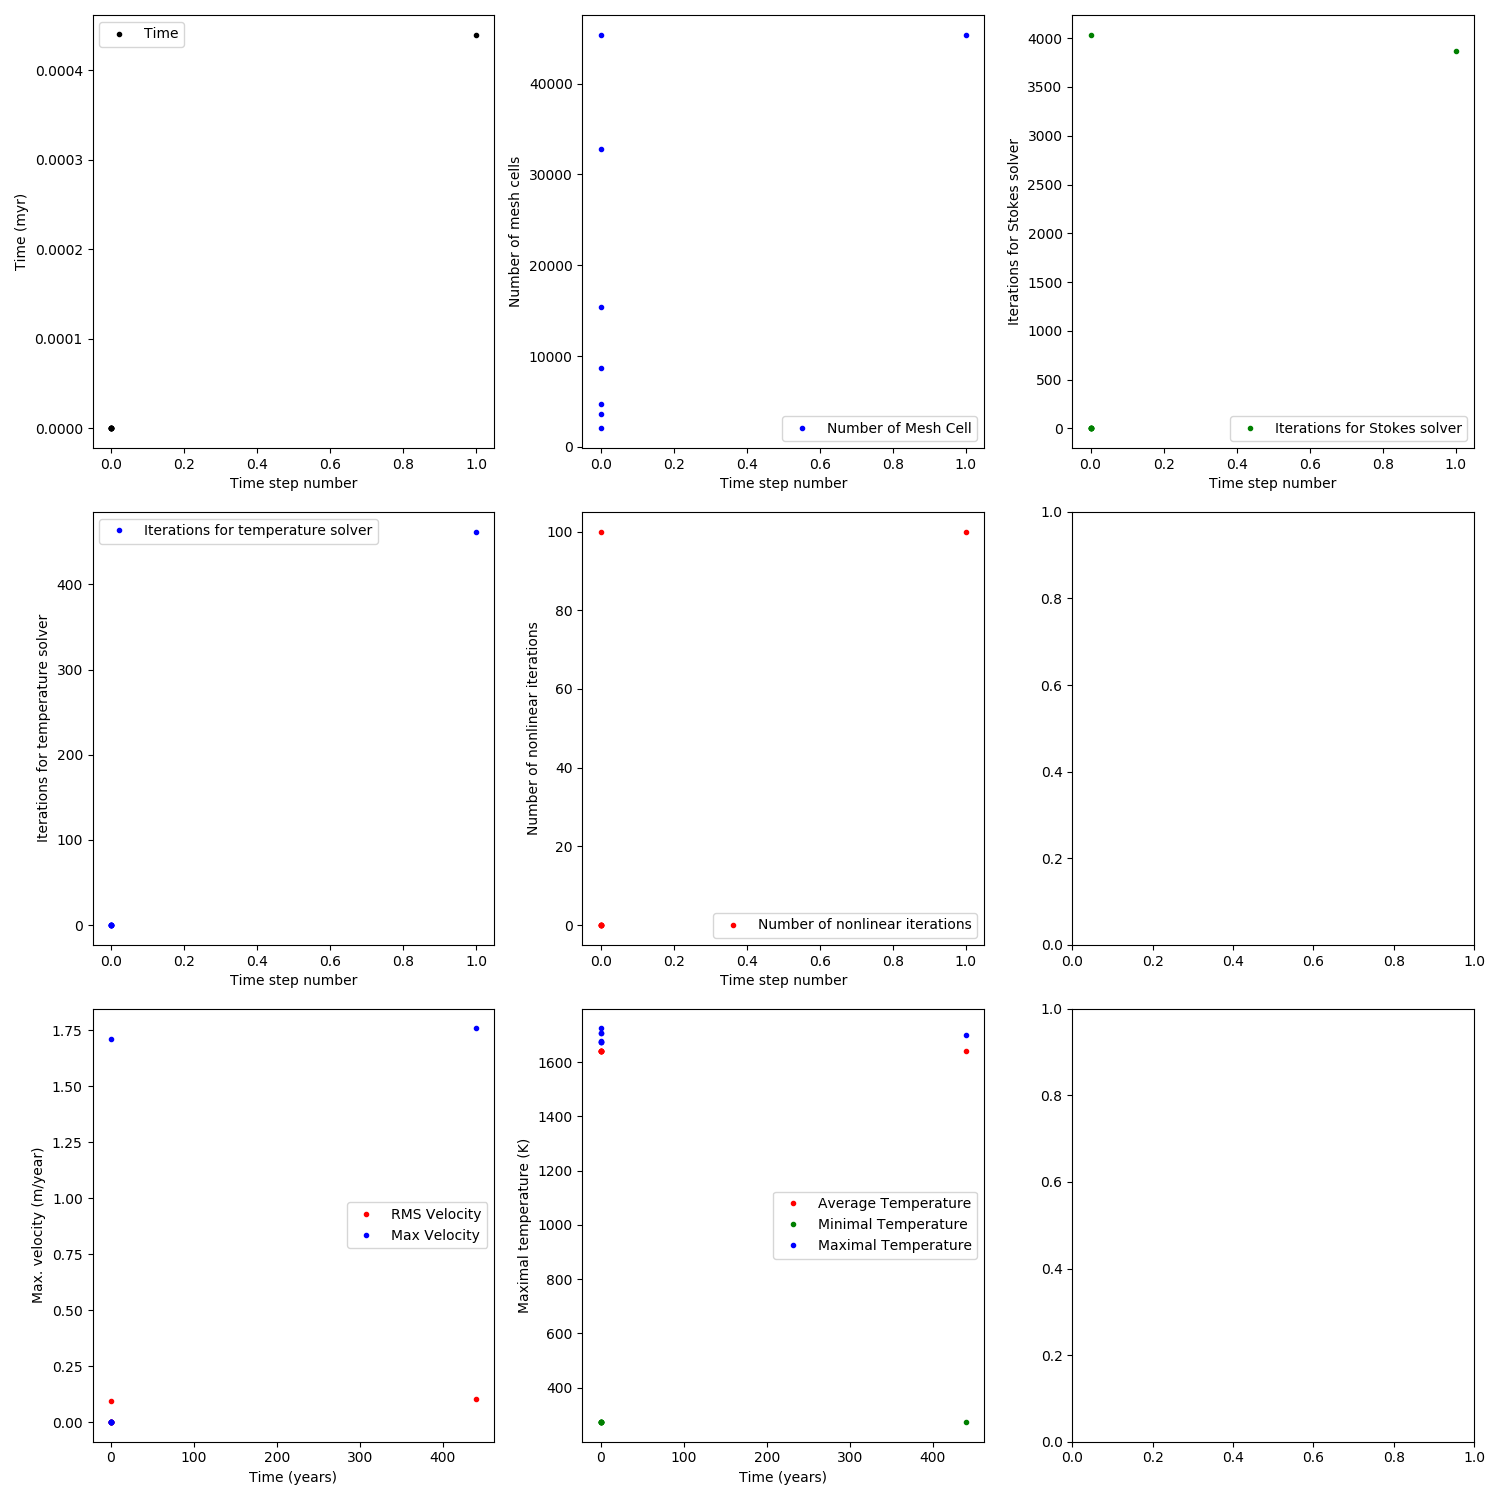 Time
0.0004
0.0003
0.0002
0.0001
0.0000
Time (myr)
0.0 0.2 0.4 0.6 0.8 1.0
Time step number
40000
30000
20000
10000
0
Number of mesh cells
Number of Mesh Cell
0.0 0.2 0.4 0.6 0.8 1.0
Time step number
4000
3500
3000
2500
2000
1500
1000
500
0
Iterations for Stokes solver
Iterations for Stokes solver
0.0 0.2 0.4 0.6 0.8 1.0
Time step number
Iterations for temperature solver
400
300
200
100
0
Iterations for temperature solver
0.0 0.2 0.4 0.6 0.8 1.0
Time step number
100
80
60
40
20
0
Number of nonlinear iterations
Number of nonlinear iterations
0.0 0.2 0.4 0.6 0.8 1.0
Time step number
1.0
0.8
0.6
0.4
0.2
0.0
0.0 0.2 0.4 0.6 0.8 1.0
1.75
1.50
1.25
1.00
0.75
0.50
0.25
0.00
Max. velocity (m/year)
RMS Velocity
Max Velocity
0 100 200 300 400
Time (years)
1600
1400
1200
1000
800
600
400
Maximal temperature (K)
Average Temperature
Minimal Temperature
Maximal Temperature
0 100 200 300 400
Time (years)
1.0
0.8
0.6
0.4
0.2
0.0
0.0 0.2 0.4 0.6 0.8 1.0